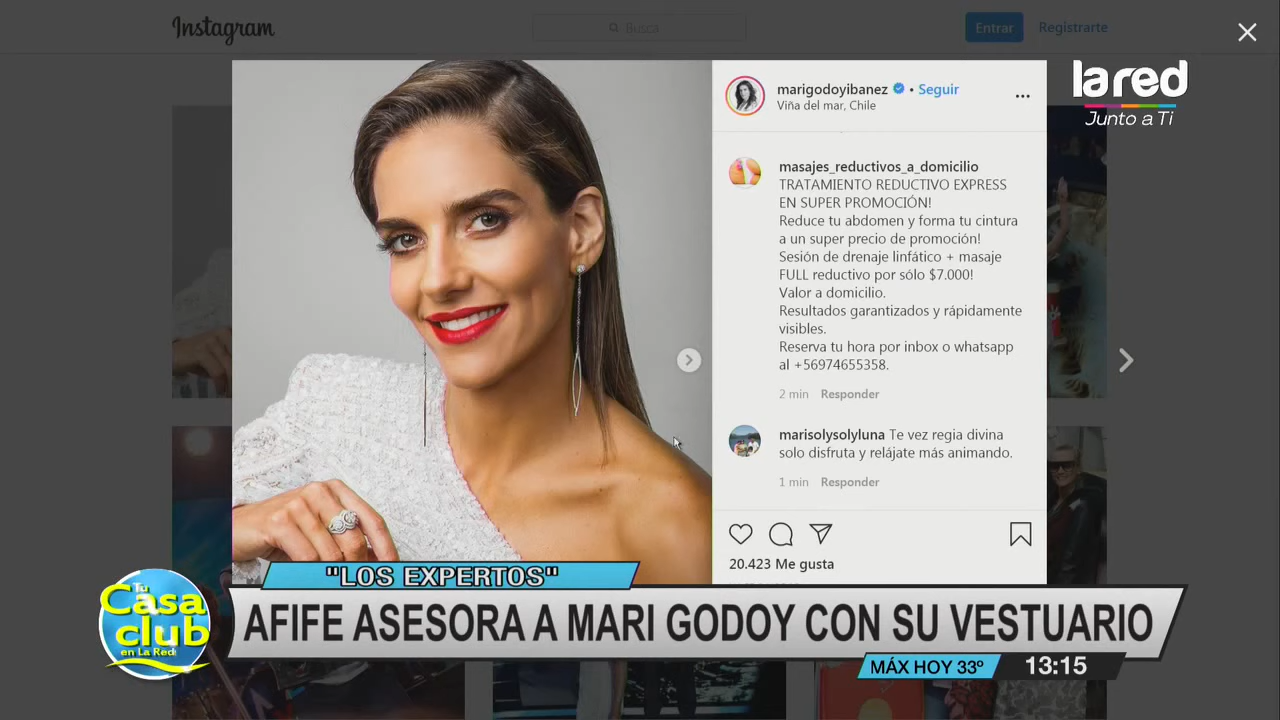 Instagram
Busca
Entrar
Registrarte
la red
Junto a Ti
marigodoyibanez • Seguir
Viña del mar, Chile
masajes_reductivos_a_domicilio
TRATAMIENTO REDUCTIVO EXPRESS
EN SUPER PROMOCIÓN!
Reduce tu abdomen y forma tu cintura
a un super precio de promoción!
Sesión de drenaje linfático + masaje
FULL reductivo por sólo $7.000!
Valor a domicilio.
Resultados garantizados y rápidamente
visibles.
Reserva tu hora por inbox o whatsapp
al +56974655358.
2 min Responder
marisolysolyluna Te vez regia divina
solo disfruta y relájate más animando.
1 min Responder
20.423 Me gusta
"LOS EXPERTOS"
AFIFE ASESORA A MARI GODOY CON SU VESTUARIO
Tu
Casa
club
en La Red
MÁX HOY 33º
13:15